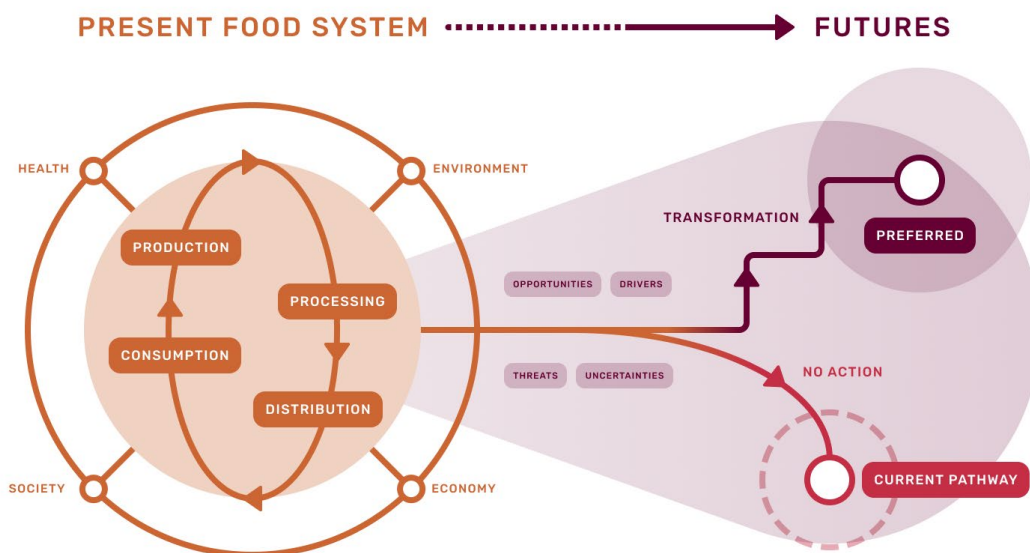 PRESENT FOOD SYSTEM
FUTURES
HEALTH
ENVIRONMENT
PRODUCTION
PROCESSING
CONSUMPTION
DISTRIBUTION
SOCIETY
ECONOMY
OPPORTUNITIES
DRIVERS
THREATS
UNCERTAINTIES
TRANSFORMATION
PREFERRED
NO ACTION
CURRENT PATHWAY